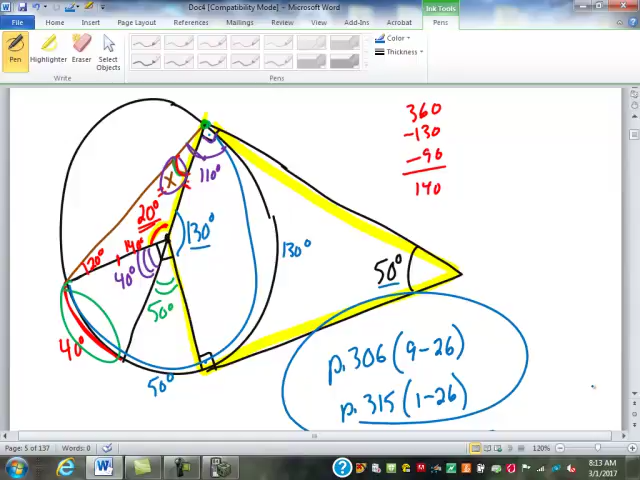 Doc4 [Compatibility Mode] - Microsoft Word
Ink Tools
File
Home
Insert
Page Layout
References
Mailings
Review
View
Add-Ins
Acrobat
Pens
Pen
Highlighter
Eraser
Select Objects
Color
Thickness
Write
Pens
360
-130
-90
140
110°
X
20°
130°
140°
20°
40°
50°
130°
50°
40°
50°
p.306 (9-26)
p.315 (1-26)
Page: 5 of 137
Words: 0
120%
8:13 AM
3/1/2017